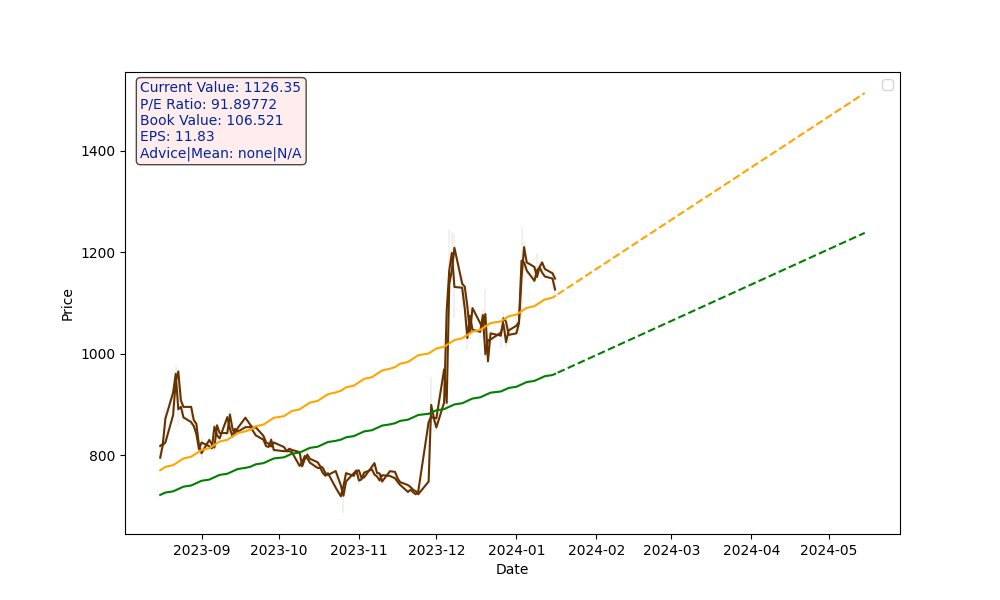 Current Value: 1126.35
P/E Ratio: 91.89772
Book Value: 106.521
EPS: 11.83
Advice|Mean: none|N/A
1400
1200
1000
800
Price
2023-09 2023-10 2023-11 2023-12 2024-01 2024-02 2024-03 2024-04 2024-05
Date